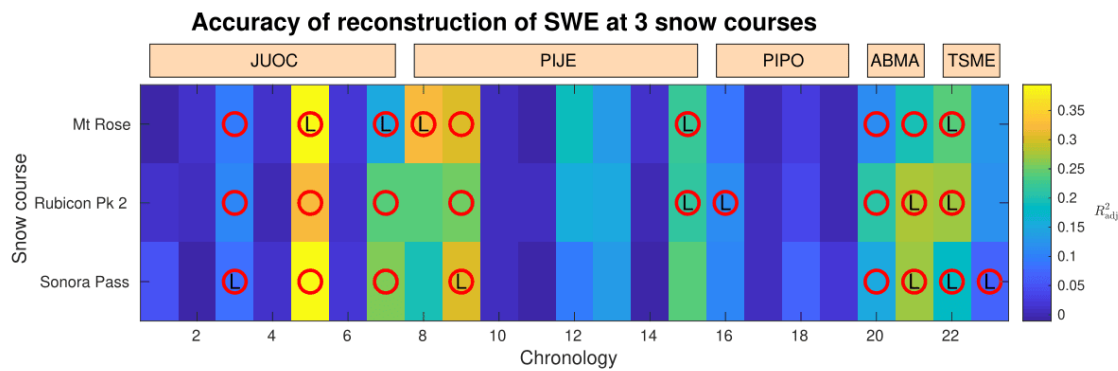 Accuracy of reconstruction of SWE at 3 snow courses
JUOC PIJE PIPO ABMA TSME
Snow course
Mt Rose
L L L L L
Rubicon Pk 2
L L L L
Sonora Pass
L L L L L
2 4 6 8 10 12 14 16 18 20 22
Chronology
0.35
0.3
0.25
0.2
0.15
0.1
0.05
0
R²adj